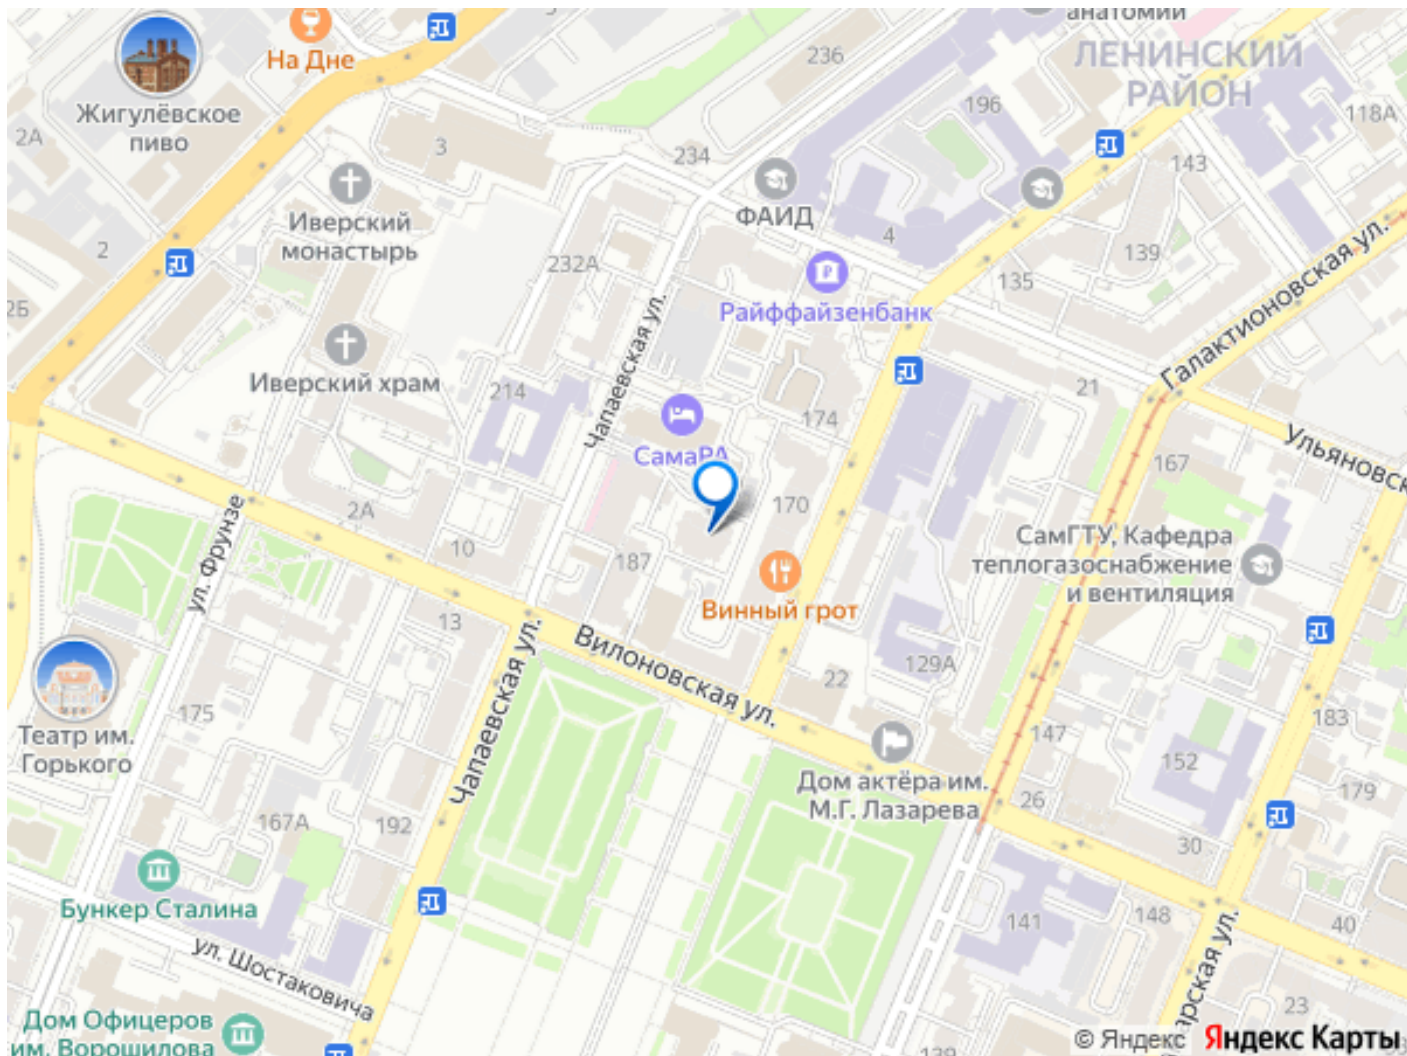 анатомии
236
ЛЕНИНСКИЙ
РАЙОН
На Дне
196
118А
Жигулёвское
пиво
2А
3
234
143
ФАИД
Иверский
монастырь
4
139
2
232А
135
Галактионовская ул.
Райффайзенбанк
Чапаевская ул.
Иверский храм
214
21
174
СамаРА
167
170
2А
10
187
ул. Фрунзе
СамГТУ, Кафедра
теплогазоснабжение
и вентиляция
Винный грот
13
Вилоновская ул.
129А
22
Чапаевская ул.
175
183
Театр им.
Горького
147
152
Дом актёра им.
М.Г. Лазарева
26
179
167А
192
30
Бункер Сталина
148
141
40
ул. Шостаковича
23
Дом Офицеров
им. Ворошилова
© Яндекс Яндекс Карты